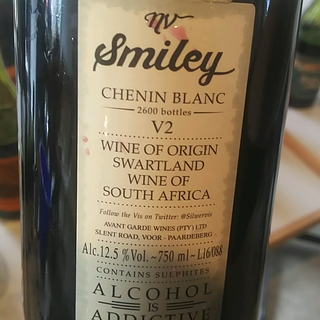 NV
Smiley
CHENIN BLANC
2600 bottles
V2
WINE OF ORIGIN
SWARTLAND
WINE OF
SOUTH AFRICA
Follow the Vis on Twitter: @Silwervis
AVANT GARDE WINES (PTY) LTD
SLENT ROAD, VOOR - PAARDEBERG
Alc.12.5 %Vol. ~ 750 ml ~ Li6/088
CONTAINS SULPHITES
ALCOHOL
IS
ADDICTIVE